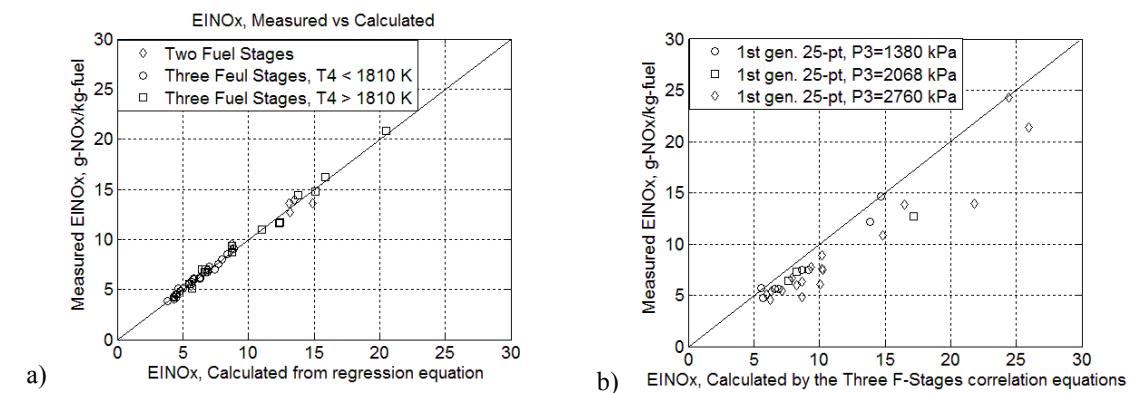 EINOx, Measured vs Calculated
Measured EINOx, g-NOx/kg-fuel
30
25
20
15
10
5
0
Two Fuel Stages
Three Feul Stages, T4 < 1810 K
Three Fuel Stages, T4 > 1810 K
0 5 10 15 20 25 30
EINOx, Calculated from regression equation
a)
Measured EINOx, g-NOx/kg-fuel
30
25
20
15
10
5
0
1st gen. 25-pt, P3=1380 kPa
1st gen. 25-pt, P3=2068 kPa
1st gen. 25-pt, P3=2760 kPa
0 5 10 15 20 25 30
EINOx, Calculated by the Three F-Stages correlation equations
b)